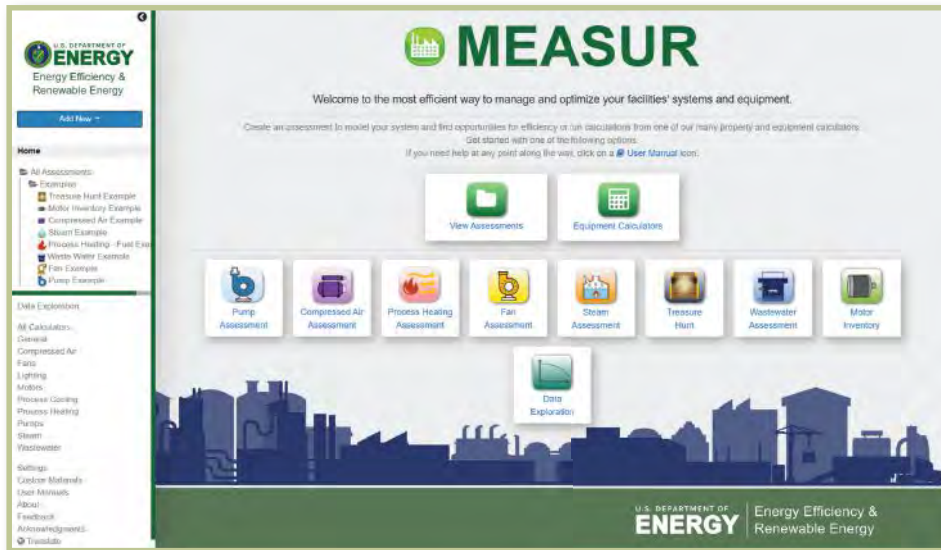 U.S. DEPARTMENT OF
ENERGY
Energy Efficiency &
Renewable Energy
Add New
Home
All Assessments
Examples
Treasure Hunt Example
Motor Inventory Example
Compressed Air Example
Steam Example
Process Heating - Fuel Exa
Waste Water Example
Fan Example
Pump Example
Data Exploration
All Calculators
General
Compressed Air
Fans
Lighting
Motors
Process Cooling
Process Heating
Pumps
Steam
Wastewater
Settings
Custom Materials
User Manuals
About
Feedback
Acknowledgments
Translate
MEASUR
Welcome to the most efficient way to manage and optimize your facilities' systems and equipment.
Create an assessment to model your system and find opportunities for efficiency or run calculations from one of our many property and equipment calculators.
Get started with one of the following options.
If you need help at any point along the way, click on a User Manual icon.
View Assessments
Equipment Calculators
Pump
Assessment
Compressed Air
Assessment
Process Heating
Assessment
Fan
Assessment
Steam
Assessment
Treasure
Hunt
Wastewater
Assessment
Motor
Inventory
Data
Exploration
U.S. DEPARTMENT OF
ENERGY
Energy Efficiency &
Renewable Energy